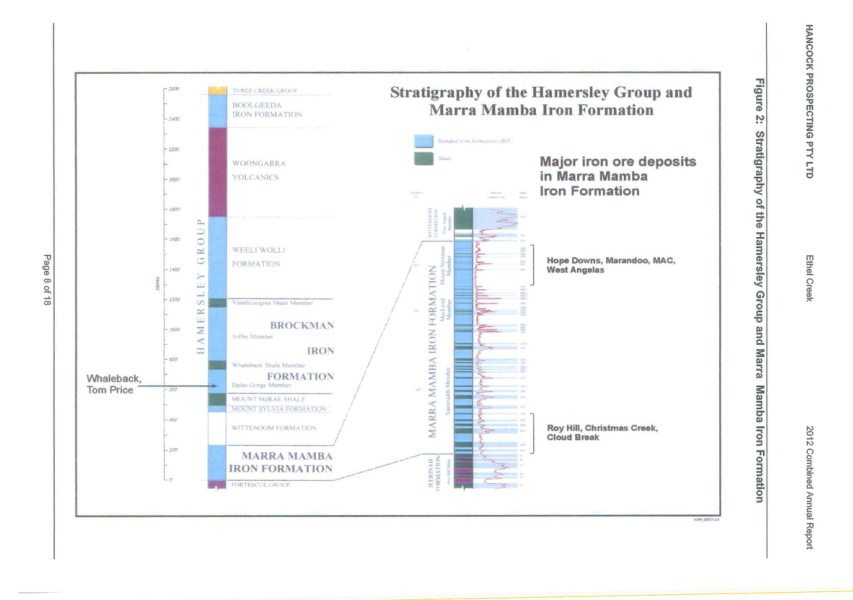 HANCOCK PROSPECTING PTY LTD
Ethel Creek
2012 Combined Annual Report
Figure 2: Stratigraphy of the Hamersley Group and Marra Mamba Iron Formation
Stratigraphy of the Hamersley Group and
Marra Mamba Iron Formation
Shale
Major iron ore deposits
in Marra Mamba
Iron Formation
2400
2200
2000
1800
1600
1400
1200
1000
800
600
400
200
0
HAMERSLEY GROUP
TUREE CREEK GROUP
BOOLGEEDA
IRON FORMATION
WOONGARRA
VOLCANICS
WEELI WOLLI
FORMATION
Yandicoogina Shale Member
BROCKMAN
Joffre Member
IRON
Whaleback Shale Member
FORMATION
Dales Gorge Member
MOUNT McRAE SHALE
MOUNT SYLVIA FORMATION
WITTENOOM FORMATION
MARRA MAMBA
IRON FORMATION
FORTESCUE GROUP
Whaleback,
Tom Price
WITTENOOM
FORMATION
MARRA MAMBA IRON FORMATION
Mount Newman
Member
MacLeod
Member
Nammuldi Member
JEERINAH
FORMATION
Hope Downs, Marandoo, MAC,
West Angelas
Roy Hill, Christmas Creek,
Cloud Break
Page 8 of 18